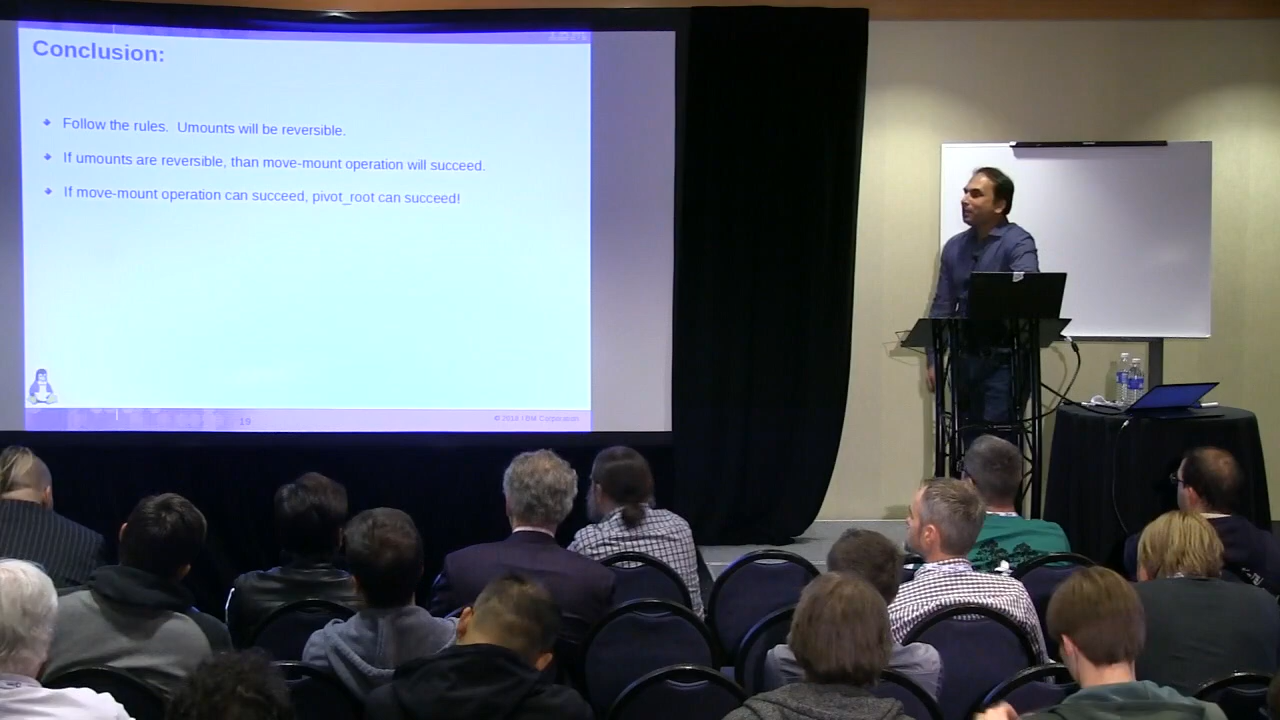 Conclusion:
Follow the rules. Umounts will be reversible.
If umounts are reversible, than move-mount operation will succeed.
If move-mount operation can succeed, pivot_root can succeed!
19
© 2018 IBM Corporation